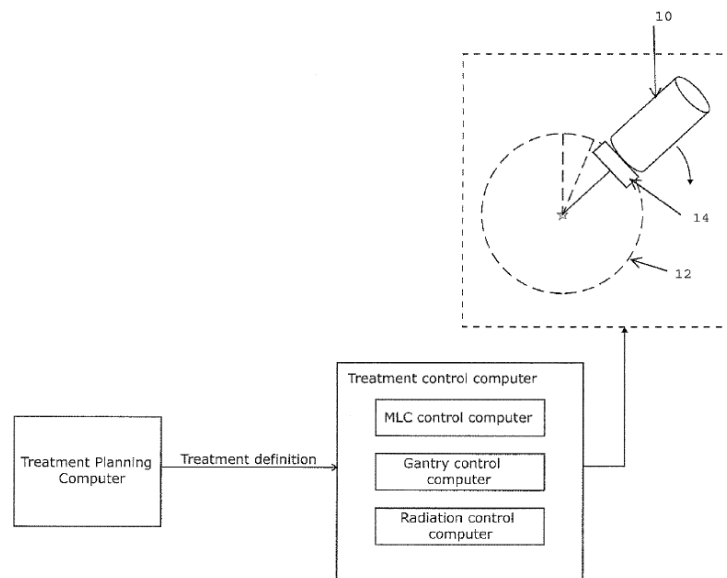 10
14
12
Treatment control computer
MLC control computer
Treatment Planning
Computer
Treatment definition
Gantry control
computer
Radiation control
computer